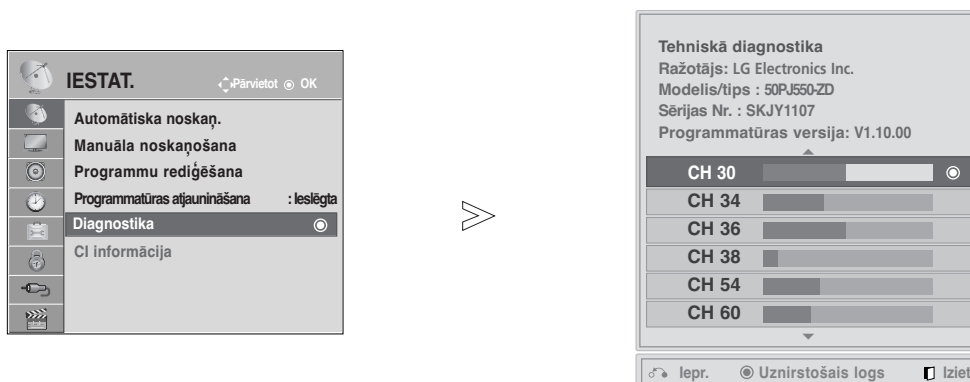 IESTAT.
Pārvietot OK
Automātiska noskaņ.
Manuāla noskaņošana
Programmu rediģēšana
Programmatūras atjaunināšana : Ieslēgta
Diagnostika
CI informācija
Tehniskā diagnostika
Ražotājs: LG Electronics Inc.
Modelis/tips : 50PJ550-ZD
Sērijas Nr. : SKJY1107
Programmatūras versija: V1.10.00
CH 30
CH 34
CH 36
CH 38
CH 54
CH 60
Iepr. Uznirstošais logs Iziet